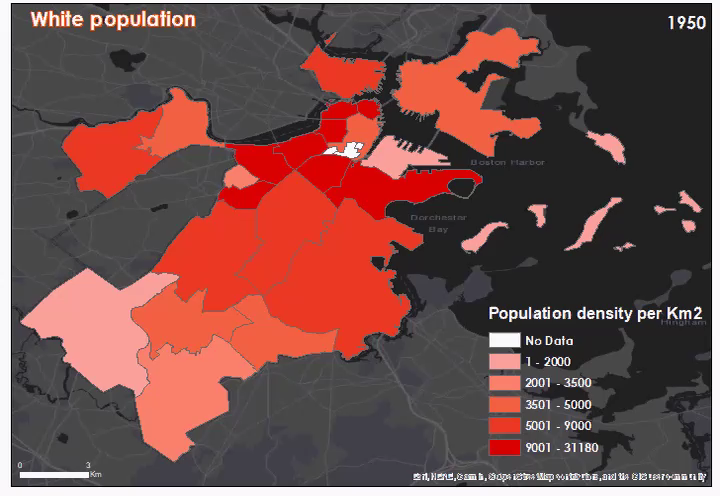 White population
1950
Boston Harbor
Dorchester
Bay
Population density per Km2
Hingham
No Data
1 - 2000
2001 - 3500
3501 - 5000
5001 - 9000
9001 - 31180
0
3
Km